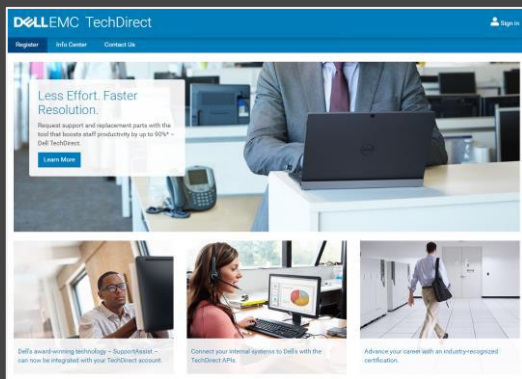 DELLEMC TechDirect
Sign in
Register Info Center Contact Us
Less Effort. Faster
Resolution.
Request support and replacement parts with the
tool that boosts staff productivity by up to 90%* –
Dell TechDirect.
Learn More
Dell's award-winning technology – SupportAssist –
can now be integrated with your TechDirect account.
Connect your internal systems to Dell's with the
TechDirect APIs.
Advance your career with an industry-recognized
certification.